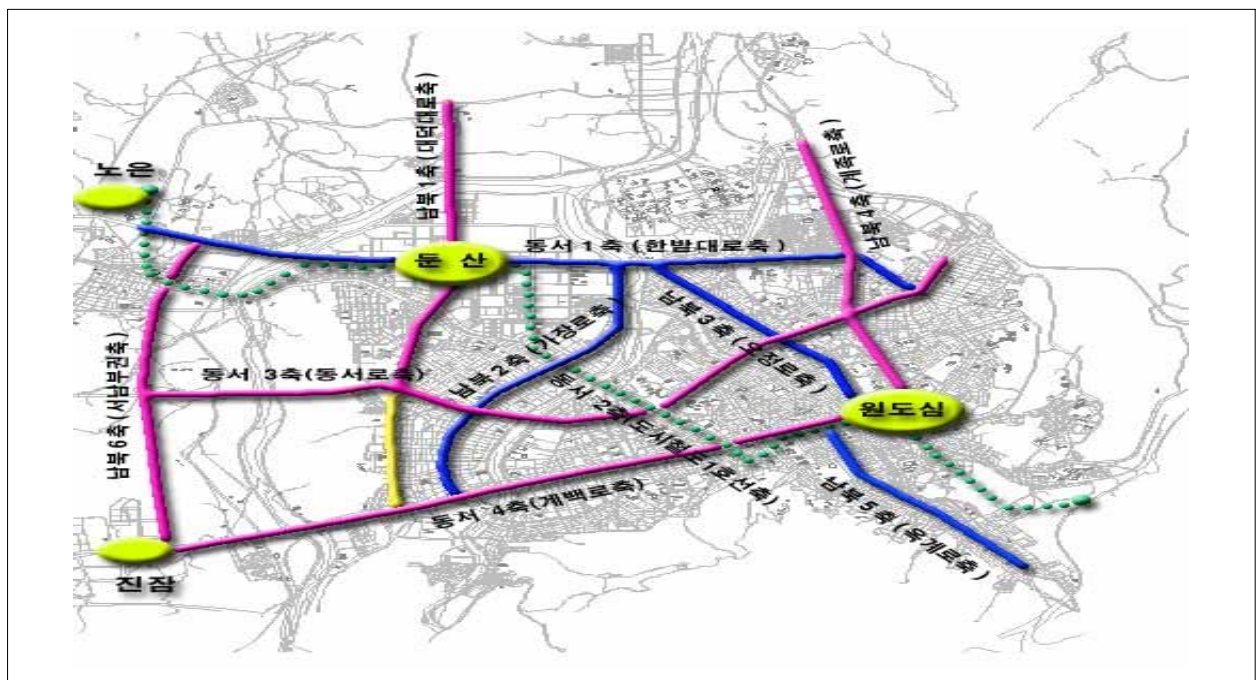 남북1축(대덕대로축)
노은
남북4축(계족로축)
동서1축 (한밭대로축)
둔 산
남북3축 (오정로축)
남북2축 (가장로축)
동서 3축(동서로축)
남북6축(서남부권축)
동서 2축(도시철도1호선축)
원도심
동서 4축(계백로축)
남북5축 (옥계로축)
진잠